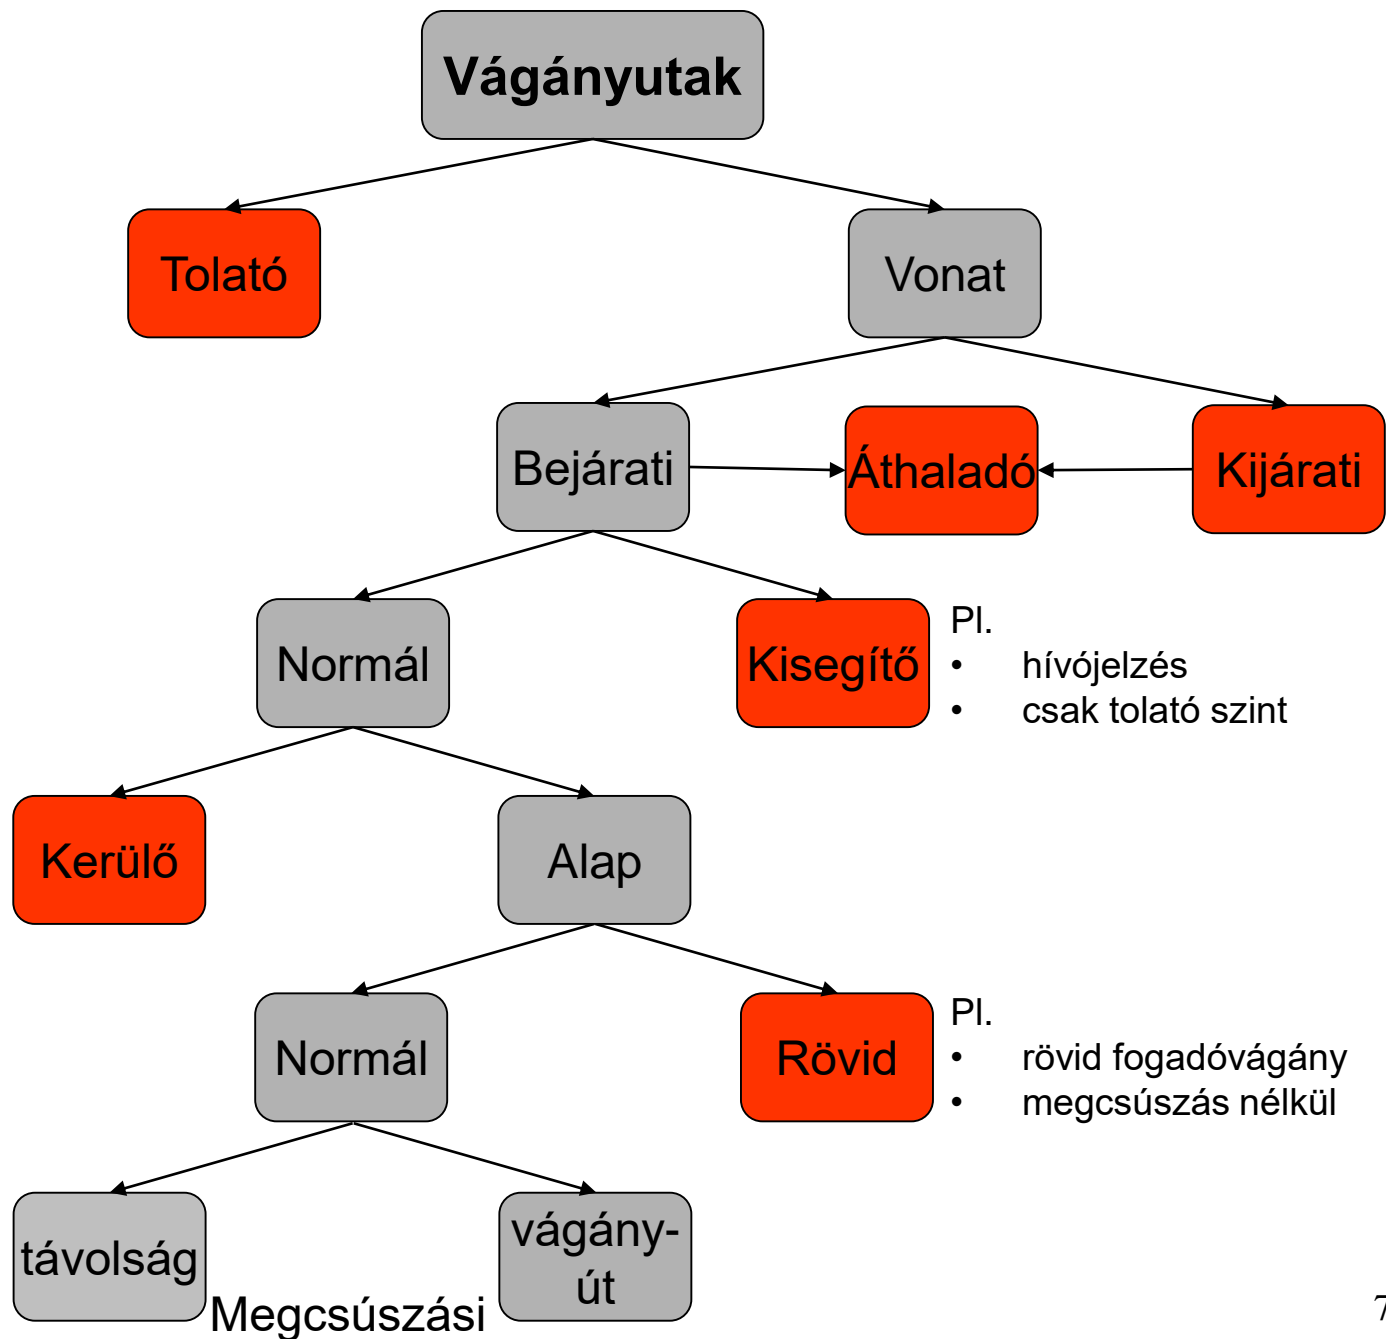 Vágányutak
Tolató
Vonat
Bejárati
Áthaladó
Kijárati
Normál
Kisegítő
Pl.
• hívójelzés
• csak tolató szint
Kerülő
Alap
Normál
Rövid
Pl.
• rövid fogadóvágány
• megcsúszás nélkül
távolság
vágány-
út
Megcsúszási
7